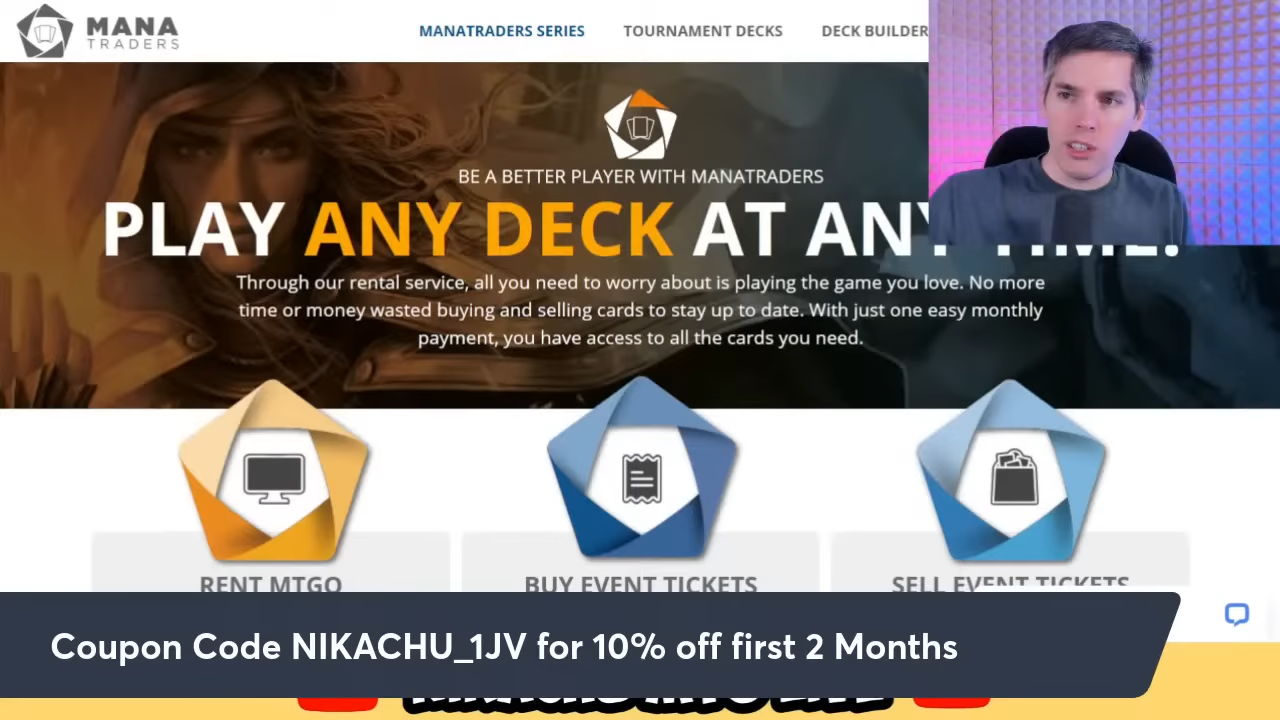 MANA
TRADERS
MANATRADERS SERIES
TOURNAMENT DECKS
DECK BUILDER
BE A BETTER PLAYER WITH MANATRADERS
PLAY ANY DECK AT ANY TIME!
Through our rental service, all you need to worry about is playing the game you love. No more
time or money wasted buying and selling cards to stay up to date. With just one easy monthly
payment, you have access to all the cards you need.
RENT MTGO
BUY EVENT TICKETS
SELL EVENT TICKETS
Coupon Code NIKACHU_1JV for 10% off first 2 Months